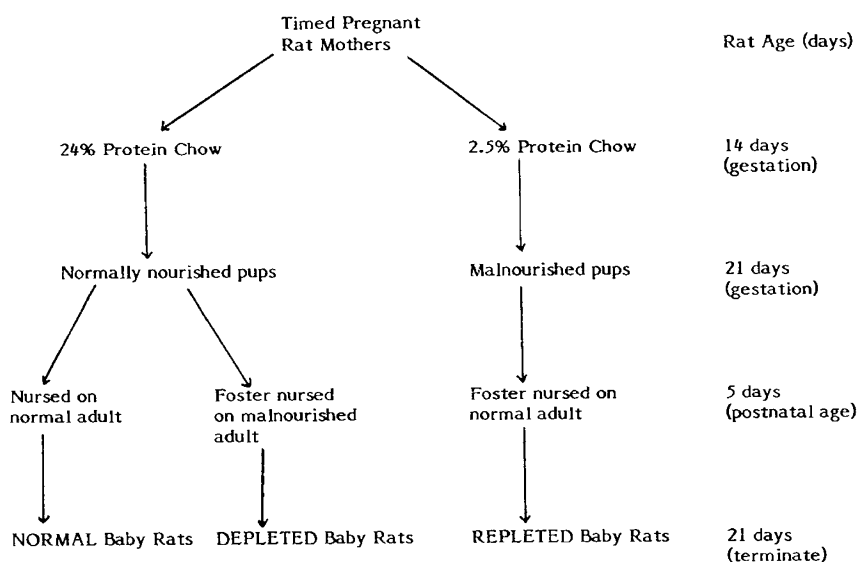 Timed Pregnant
Rat Mothers
Rat Age (days)
24% Protein Chow
2.5% Protein Chow
14 days
(gestation)
Normally nourished pups
Malnourished pups
21 days
(gestation)
Nursed on
normal adult
Foster nursed
on malnourished
adult
Foster nursed on
normal adult
5 days
(postnatal age)
NORMAL Baby Rats
DEPLETED Baby Rats
REPLETED Baby Rats
21 days
(terminate)